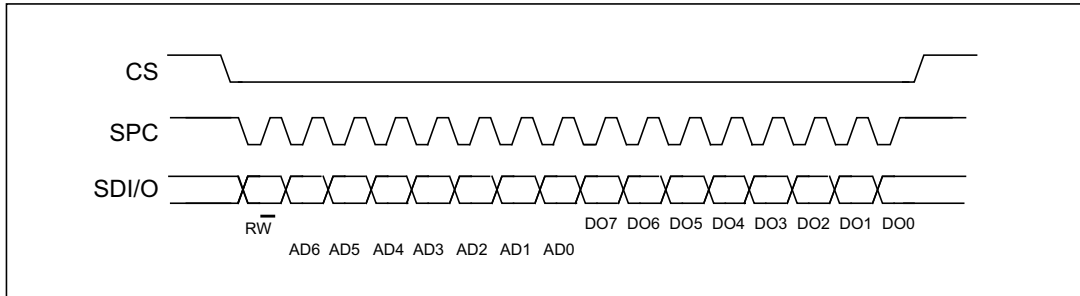 CS
SPC
SDI/O
RW
DO7 DO6 DO5 DO4 DO3 DO2 DO1 DO0
AD6 AD5 AD4 AD3 AD2 AD1 AD0